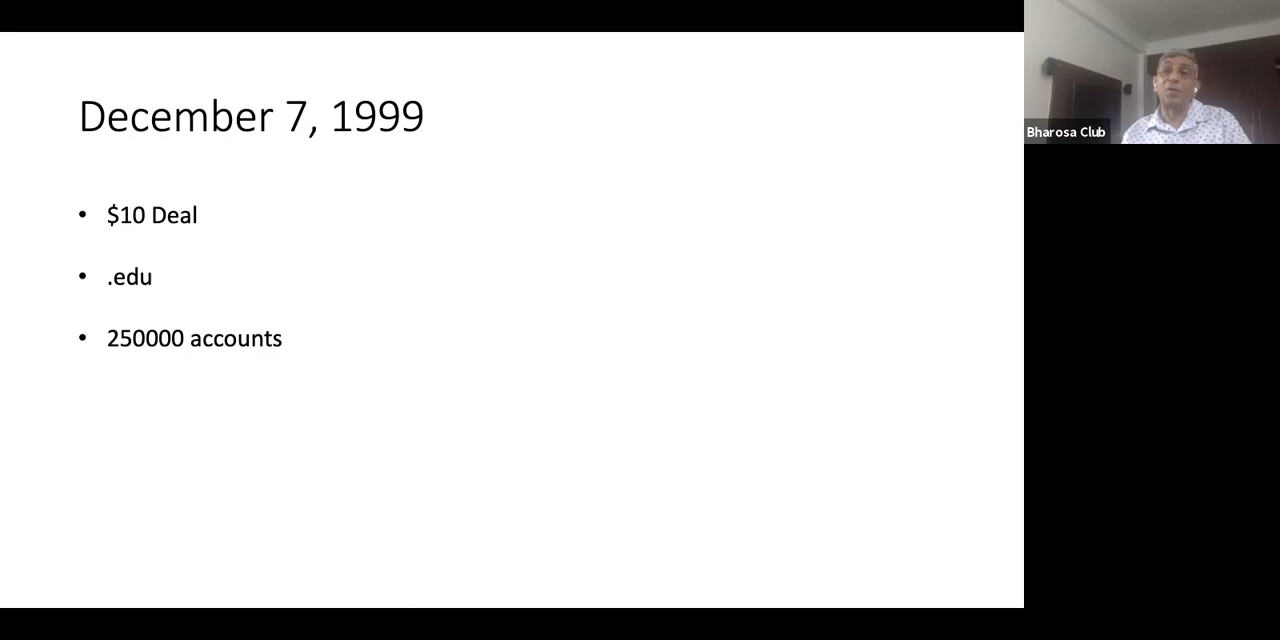 December 7, 1999
• $10 Deal
• .edu
• 250000 accounts
Bharosa Club